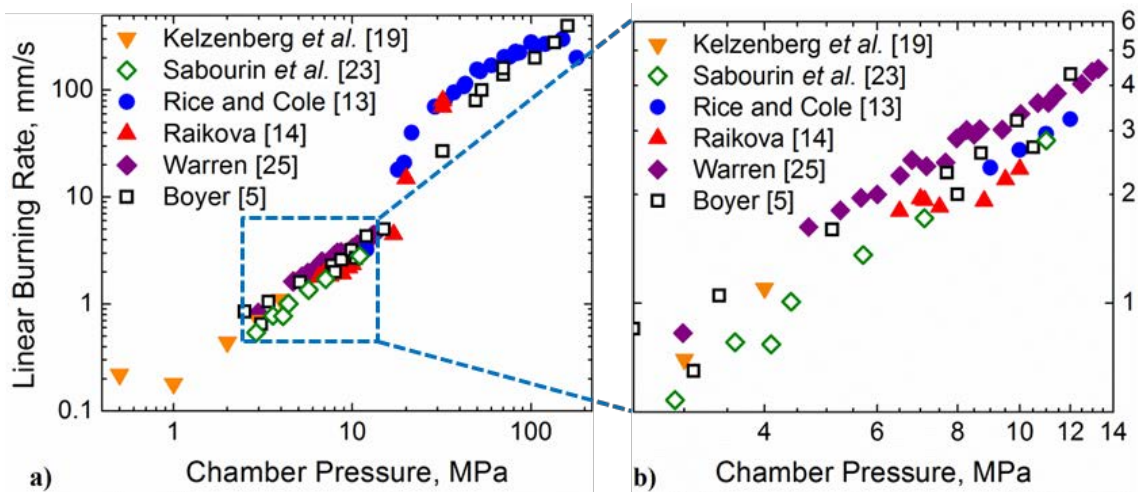 Linear Burning Rate, mm/s
100
10
1
0.1
Kelzenberg et al. [19]
Sabourin et al. [23]
Rice and Cole [13]
Raikova [14]
Warren [25]
Boyer [5]
1
10
100
Chamber Pressure, MPa
a)
Kelzenberg et al. [19]
Sabourin et al. [23]
Rice and Cole [13]
Raikova [14]
Warren [25]
Boyer [5]
6
5
4
3
2
1
4
6
8
10
12
14
Chamber Pressure, MPa
b)